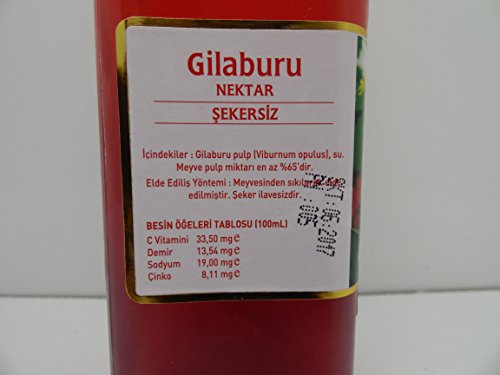 Gilaburu
NEKTAR
ŞEKERSİZ
İçindekiler : Gilaburu pulp (Viburnum opulus), su.
Meyve pulp miktarı en az %65'dir.
Elde Ediliş Yöntemi : Meyvesinden
edilmiştir. Şeker ilavesizdir.
BESİN ÖĞELERİ TABLOSU (100mL)
C Vitamini 33,50 mg℮
Demir 13,54 mg℮
Sodyum 19,00 mg℮
Çinko 8,11 mg℮